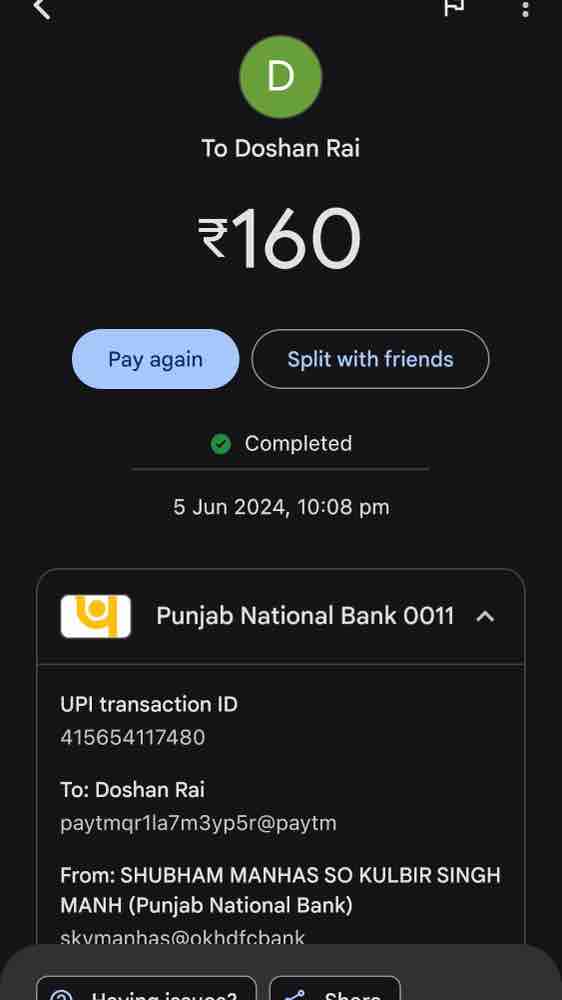 D
To Doshan Rai
₹160
Pay again
Split with friends
Completed
5 Jun 2024, 10:08 pm
Punjab National Bank 0011
UPI transaction ID
415654117480
To: Doshan Rai
paytmqr1la7m3yp5r@paytm
From: SHUBHAM MANHAS SO KULBIR SINGH
MANH (Punjab National Bank)
skymanhas@okhdfcbank
Having issues?
Share